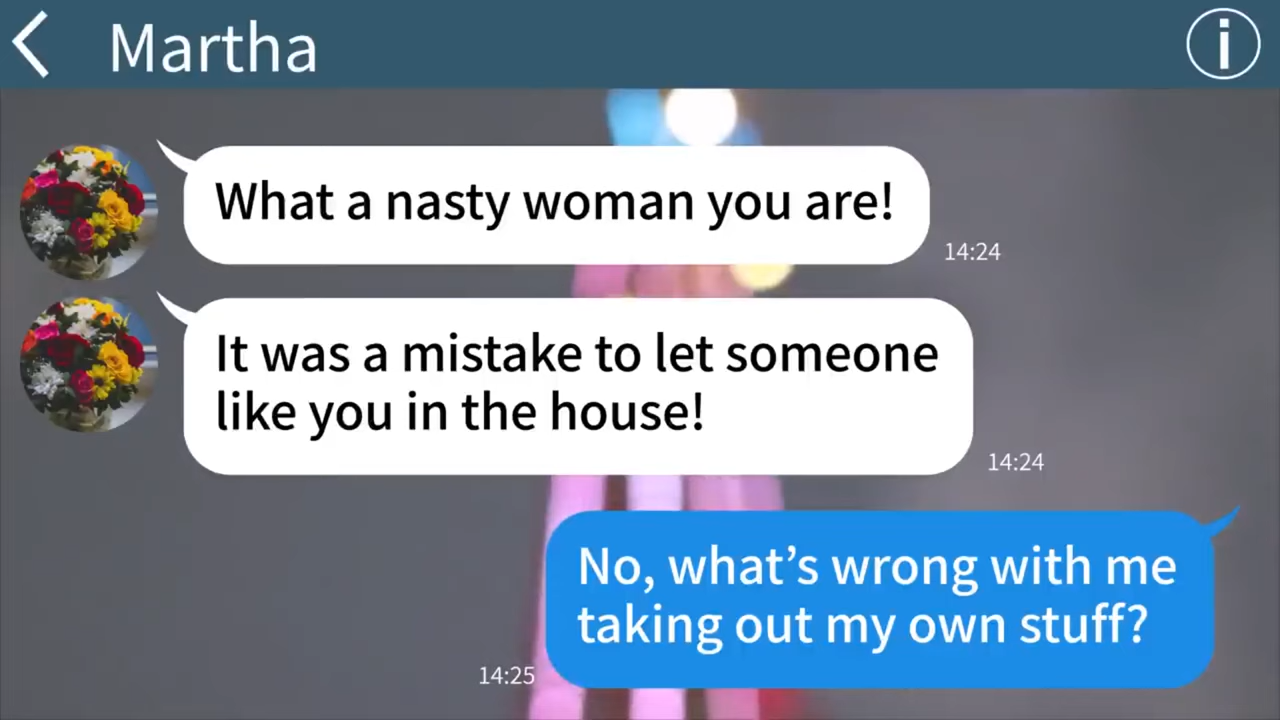 Martha
What a nasty woman you are!
14:24
It was a mistake to let someone
like you in the house!
14:24
No, what’s wrong with me
taking out my own stuff?
14:25